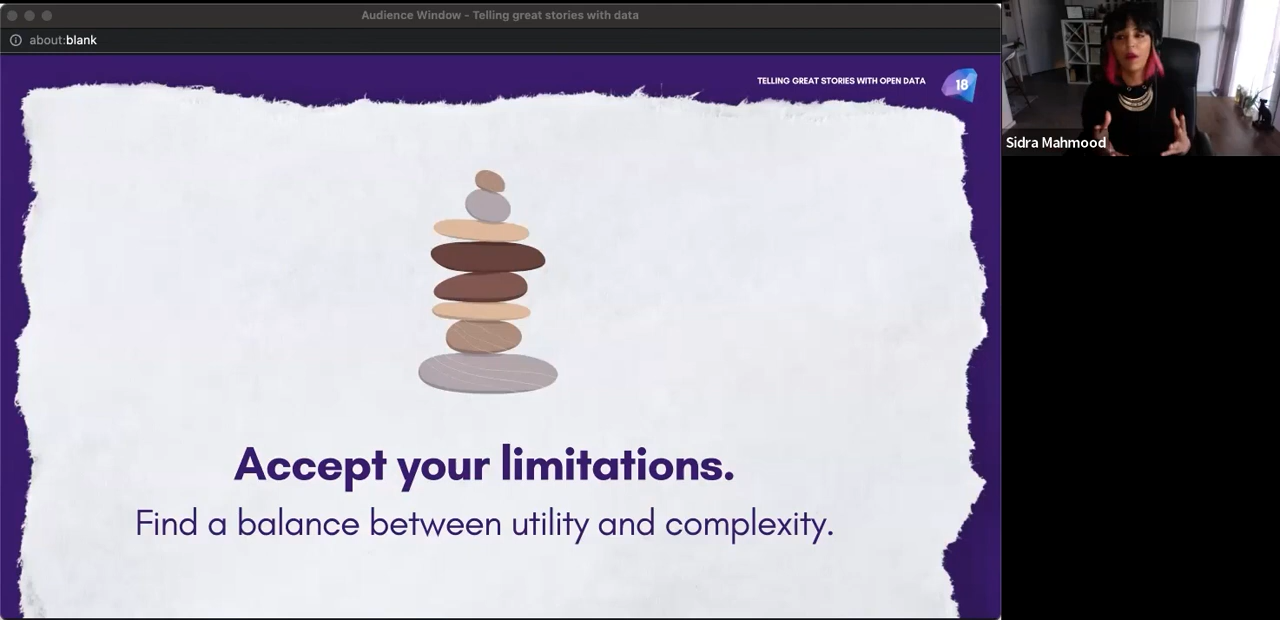 Audience Window - Telling great stories with data
about:blank
TELLING GREAT STORIES WITH OPEN DATA
18
Sidra Mahmood
Accept your limitations.
Find a balance between utility and complexity.